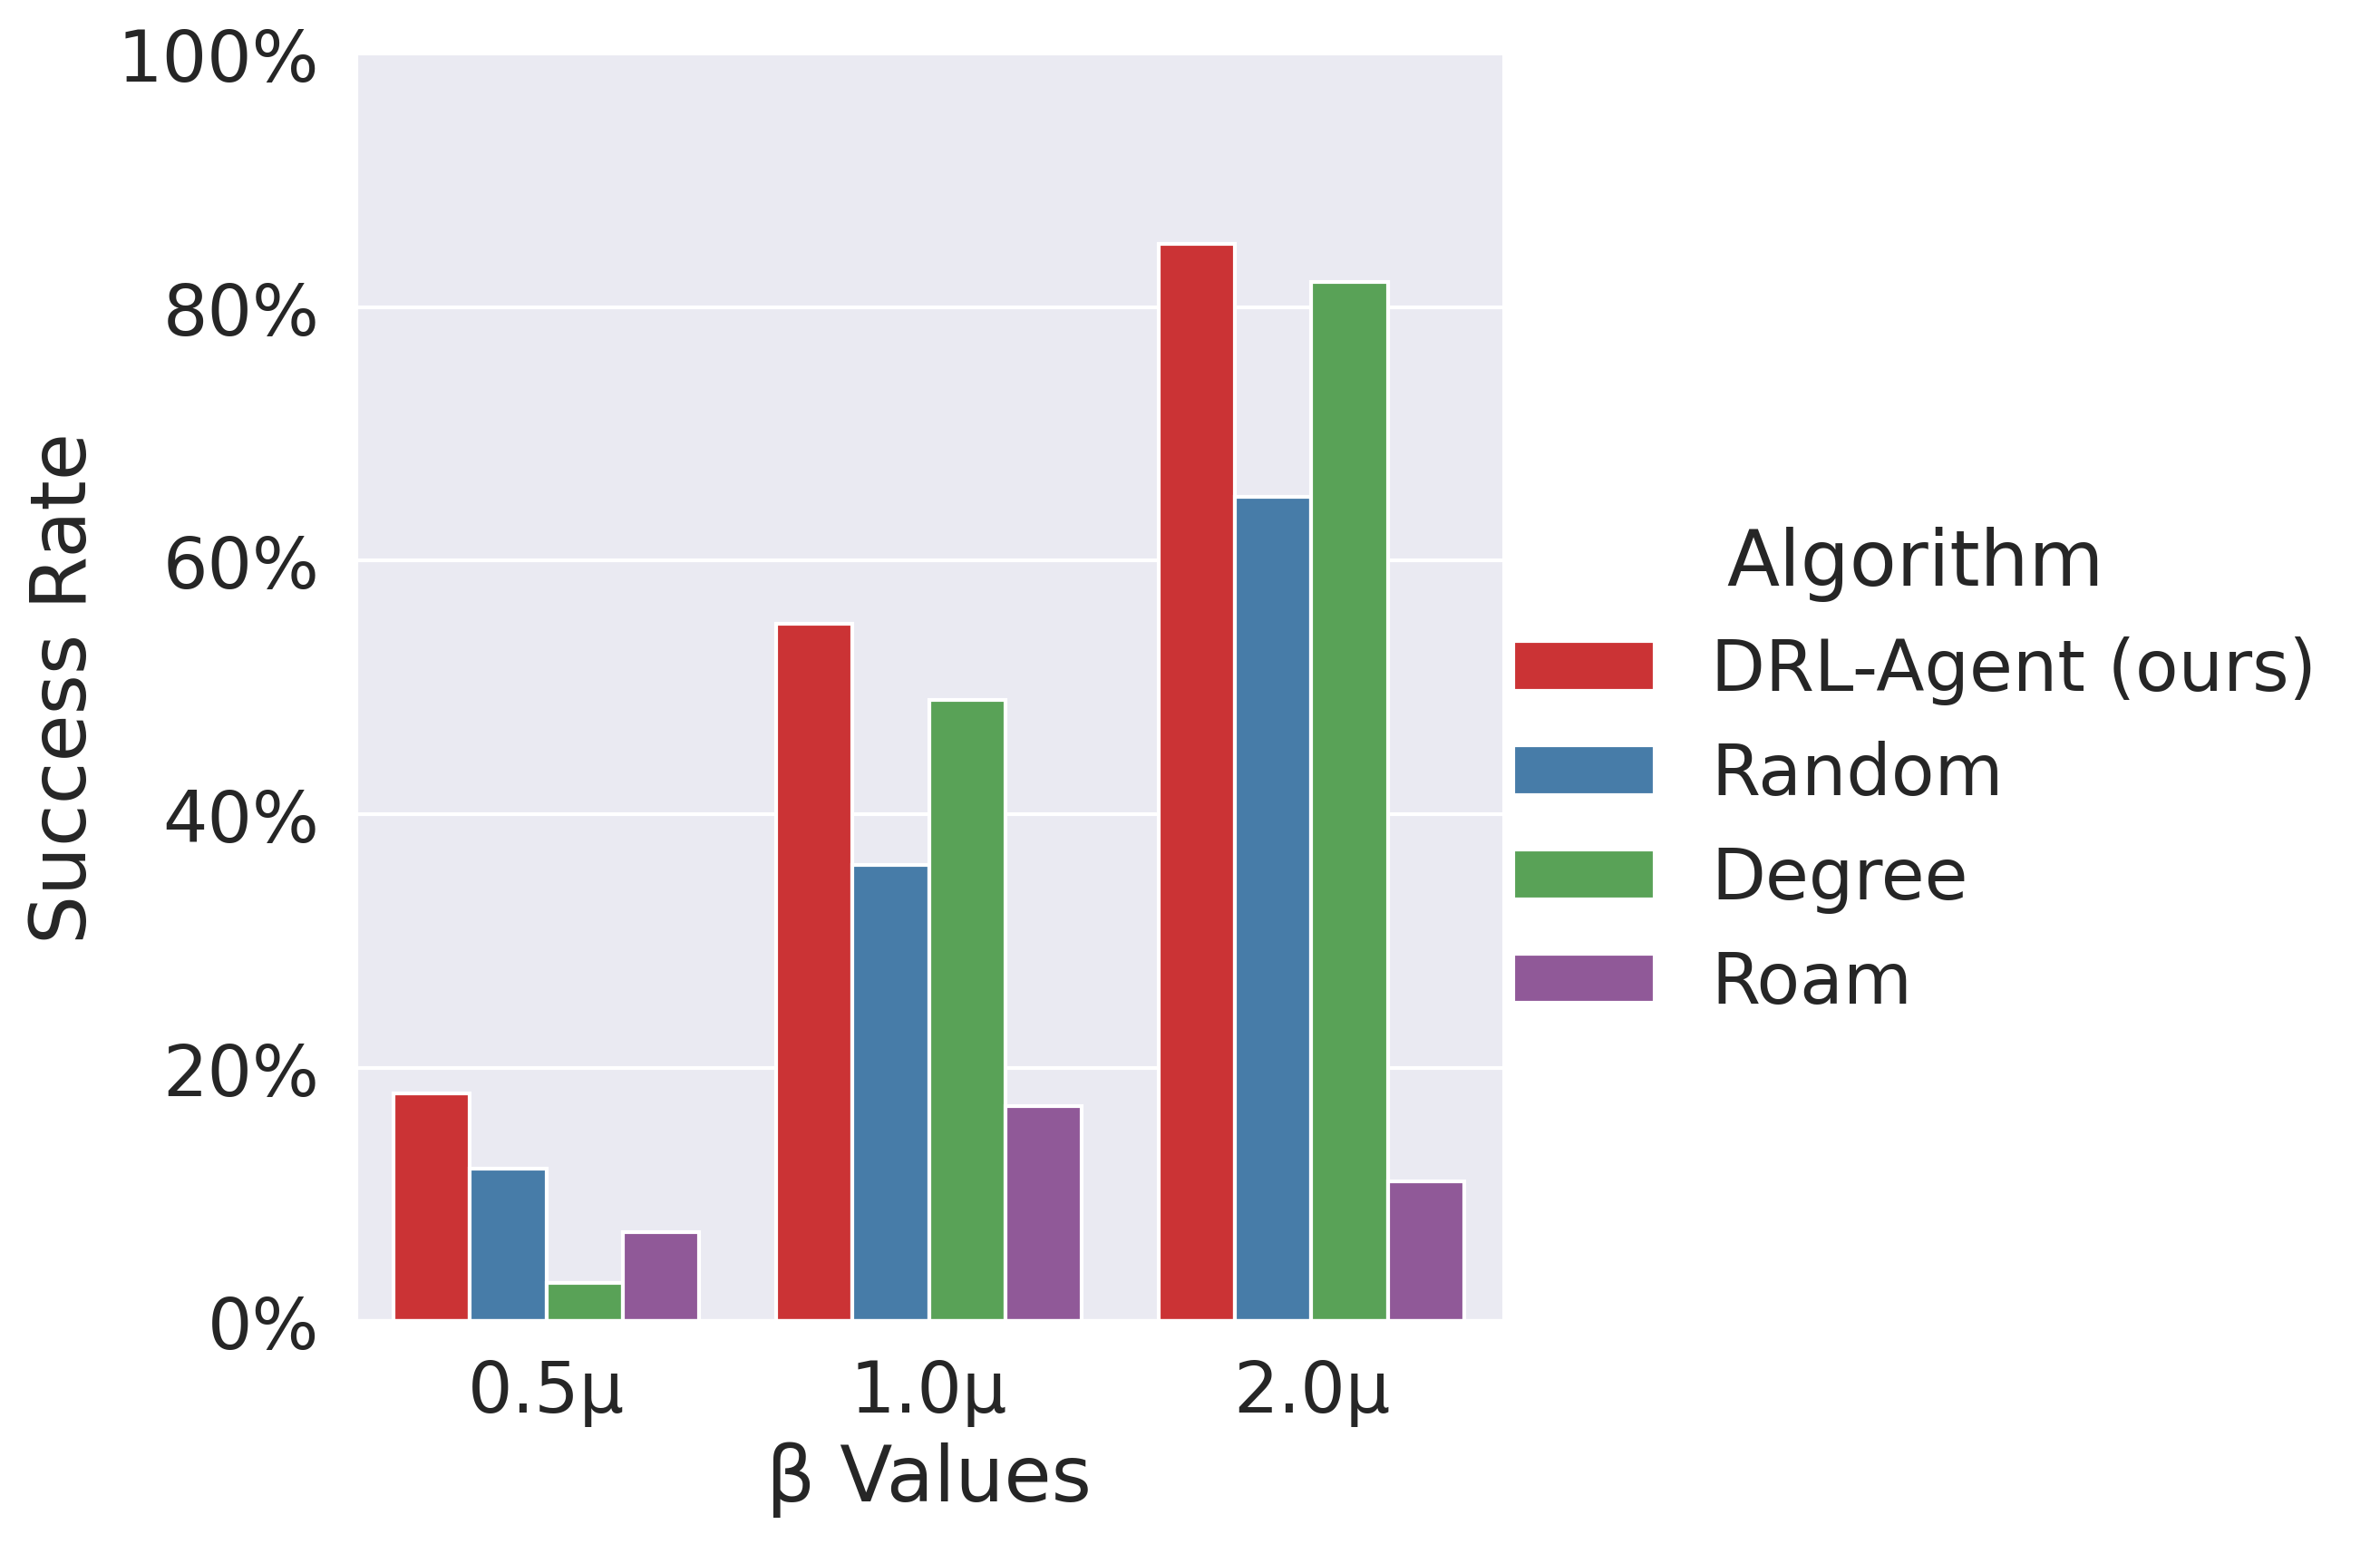 100%
80%
60%
40%
20%
0%
Success Rate
0.5µ
1.0µ
2.0µ
β Values
Algorithm
DRL-Agent (ours)
Random
Degree
Roam